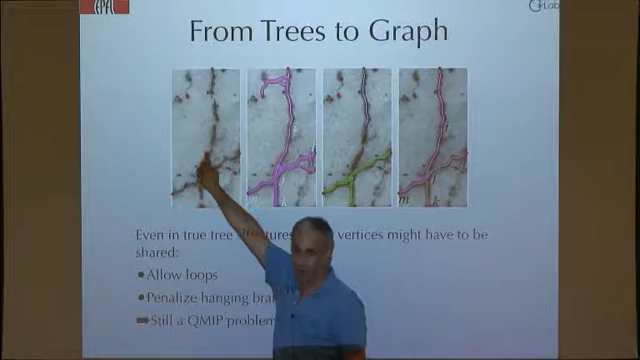 EPFL
Lab
From Trees to Graph
m k
m k
Even in true tree vertices might have to be
shared:
Allow loops
Penalize hanging
Still a QMIP problem